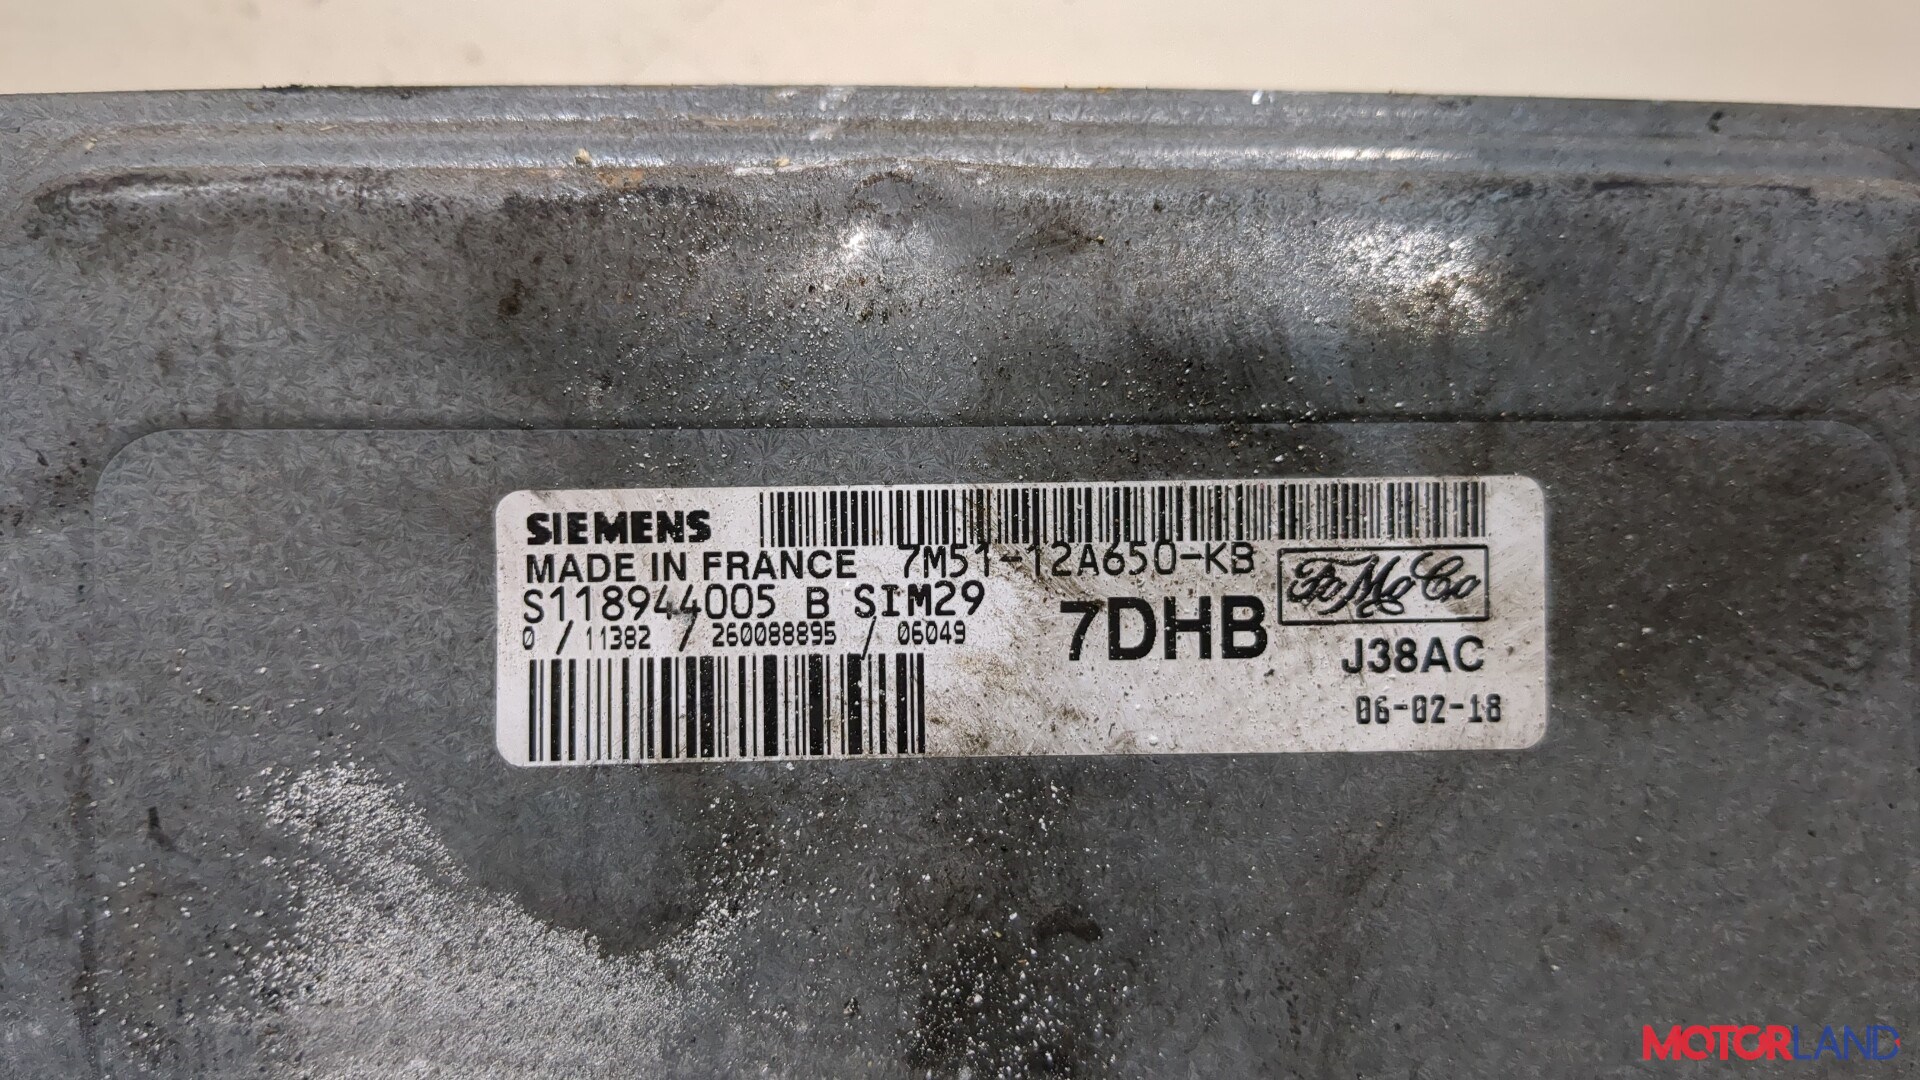 SIEMENS
MADE IN FRANCE 7M51-12A650-KB
FoMoCo
S118944005 B SIM29
7DHB
0 / 11382 / 260088895 / 06049
J38AC
06-02-18
MOTORLAND